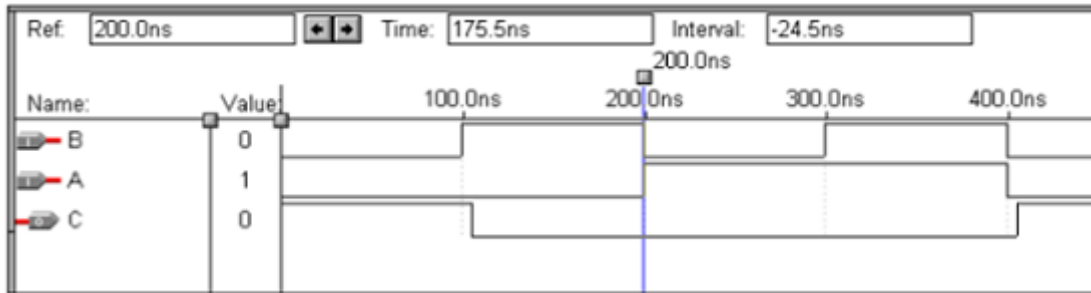 Ref: 200.0ns Time: 175.5ns Interval: -24.5ns
200.0ns
Name: Value: 100.0ns 200.0ns 300.0ns 400.0ns
B 0
A 1
C 0